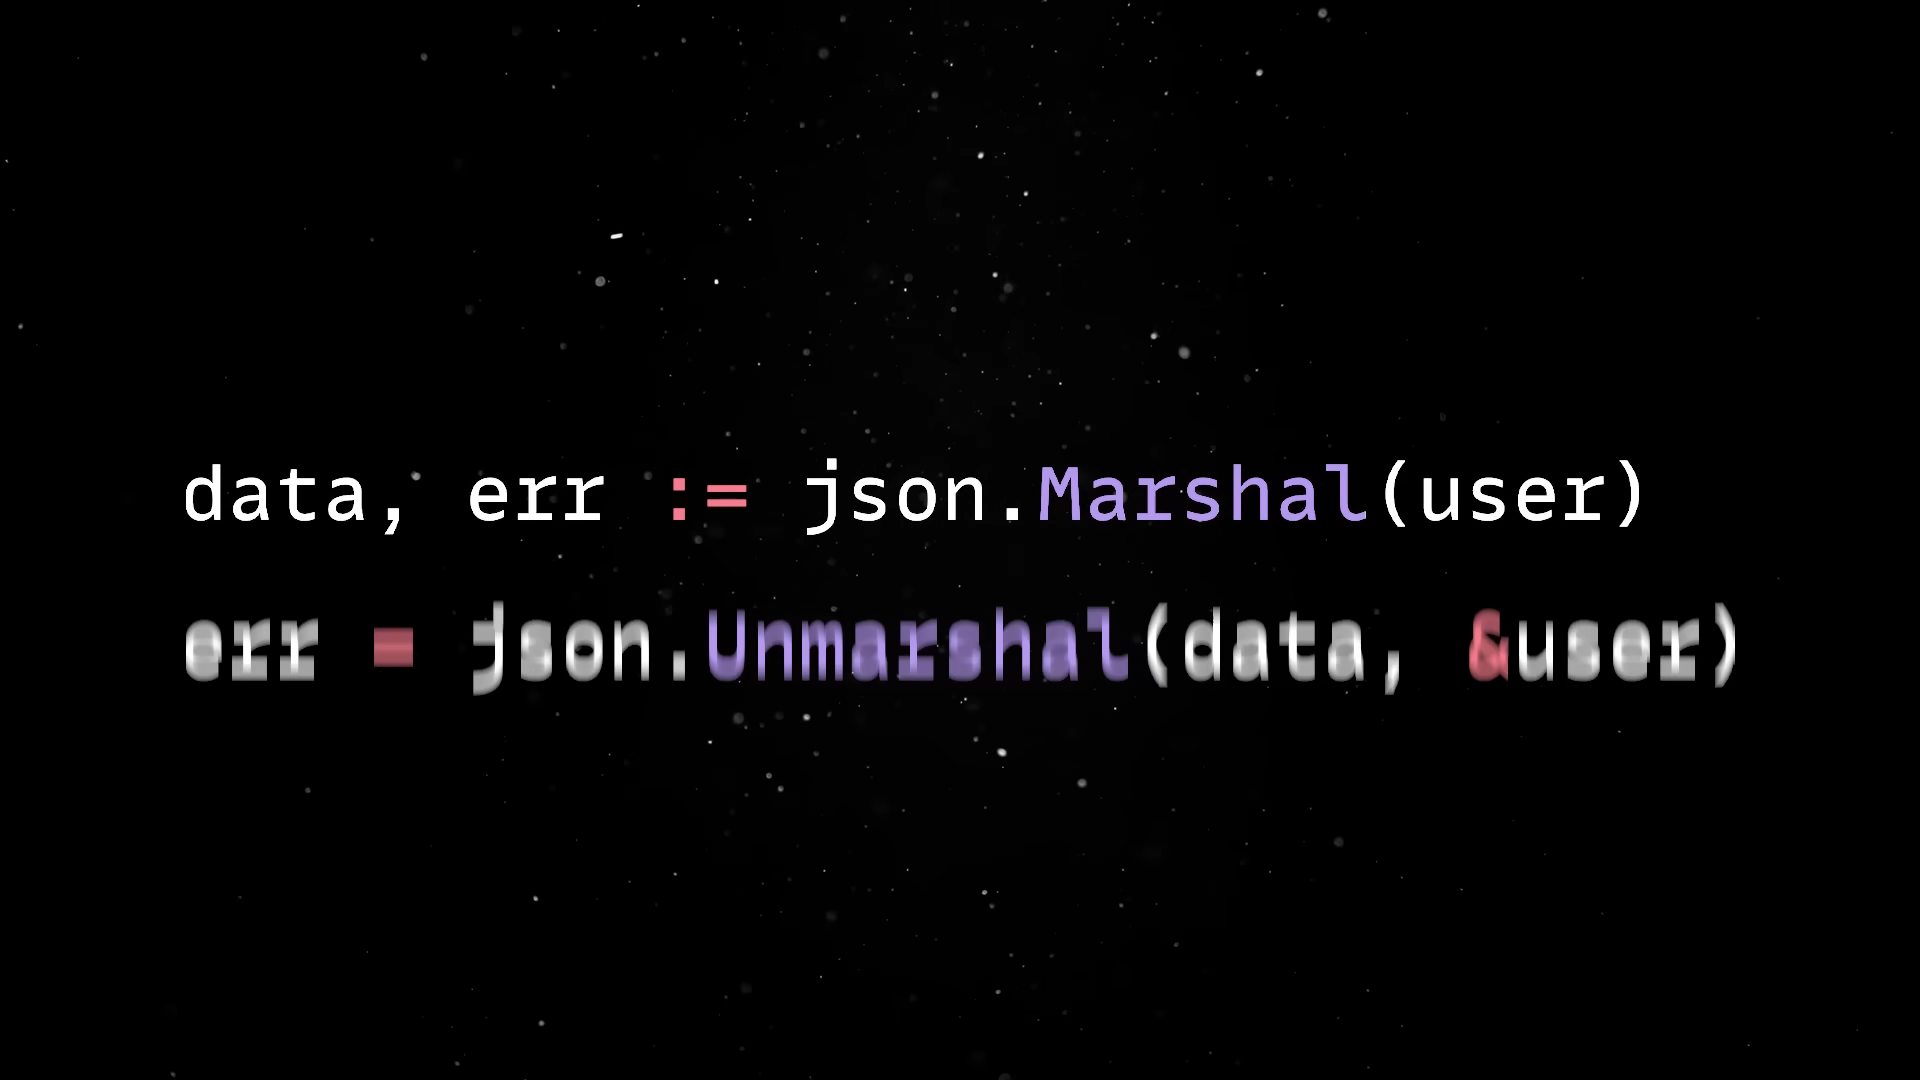 data, err := json.Marshal(user)
err = json.Unmarshal(data, &user)